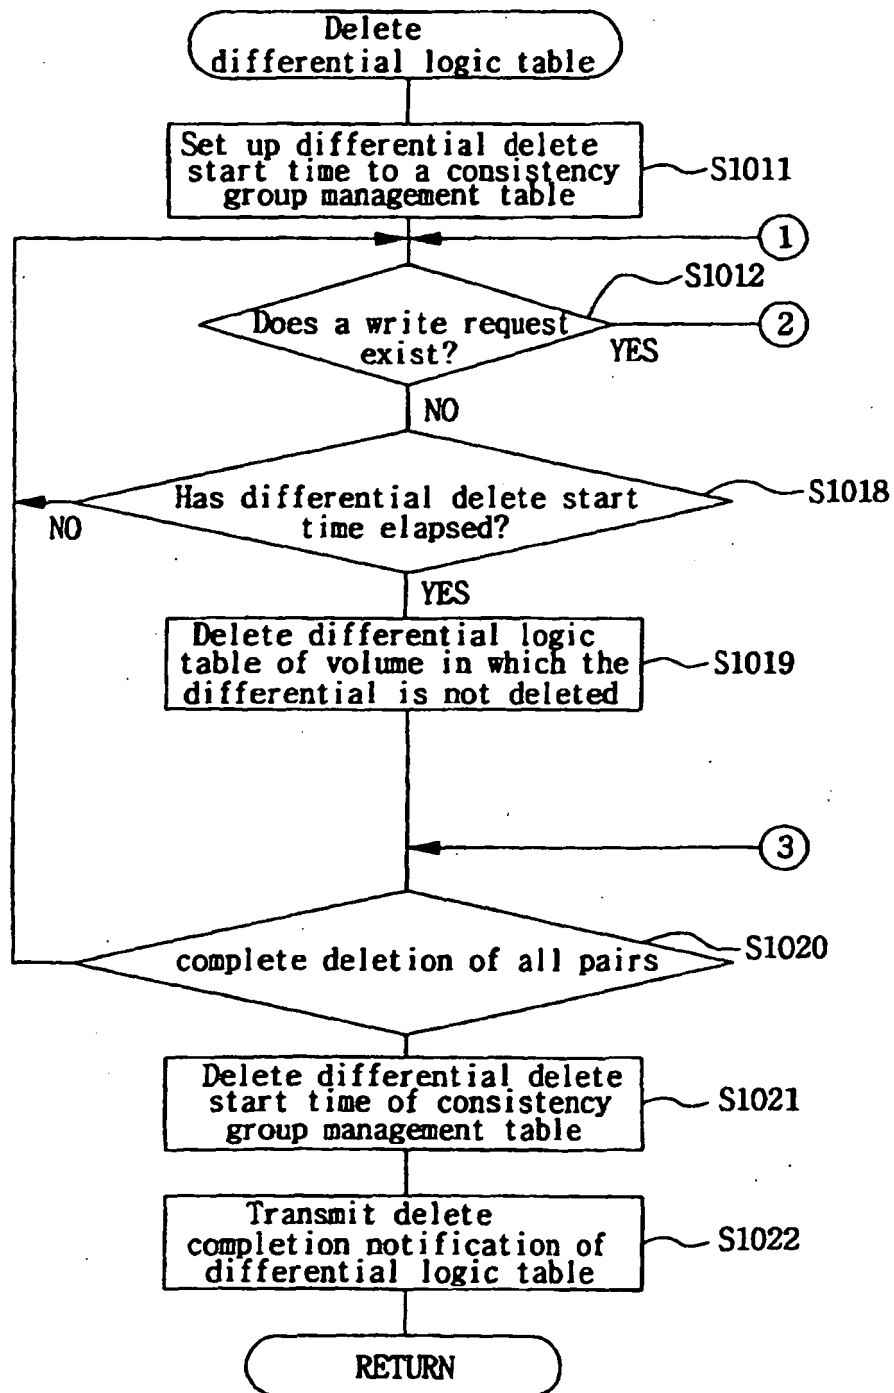 Delete
differential logic table
Set up differential delete
start time to a consistency
group management table
S1011
1
S1012
Does a write request
exist?
2
YES
NO
Has differential delete start
time elapsed?
S1018
NO
YES
Delete differential logic
table of volume in which the
differential is not deleted
S1019
3
complete deletion of all pairs
S1020
Delete differential delete
start time of consistency
group management table
S1021
Transmit delete
completion notification of
differential logic table
S1022
RETURN